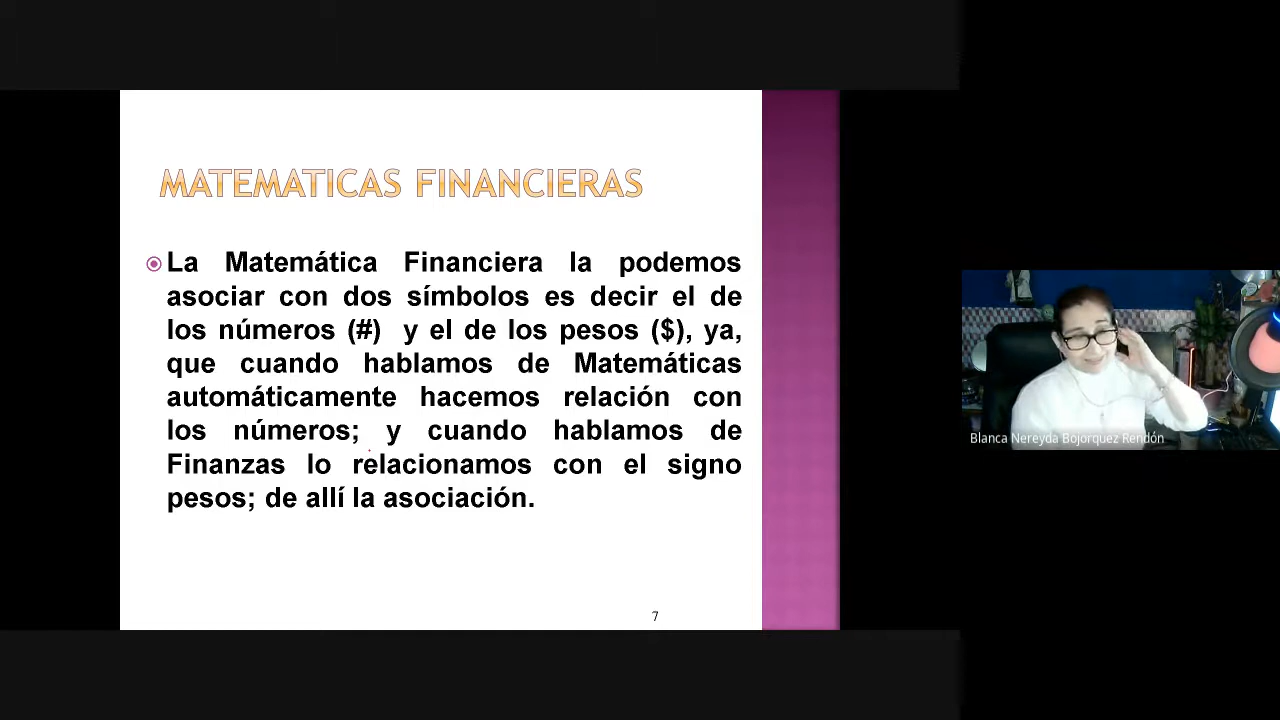 MATEMATICAS FINANCIERAS
La Matemática Financiera la podemos
asociar con dos símbolos es decir el de
los números (#) y el de los pesos ($), ya,
que cuando hablamos de Matemáticas
automáticamente hacemos relación con
los números; y cuando hablamos de
Finanzas lo relacionamos con el signo
pesos; de allí la asociación.
7
Blanca Nereyda Bojorquez Rendón